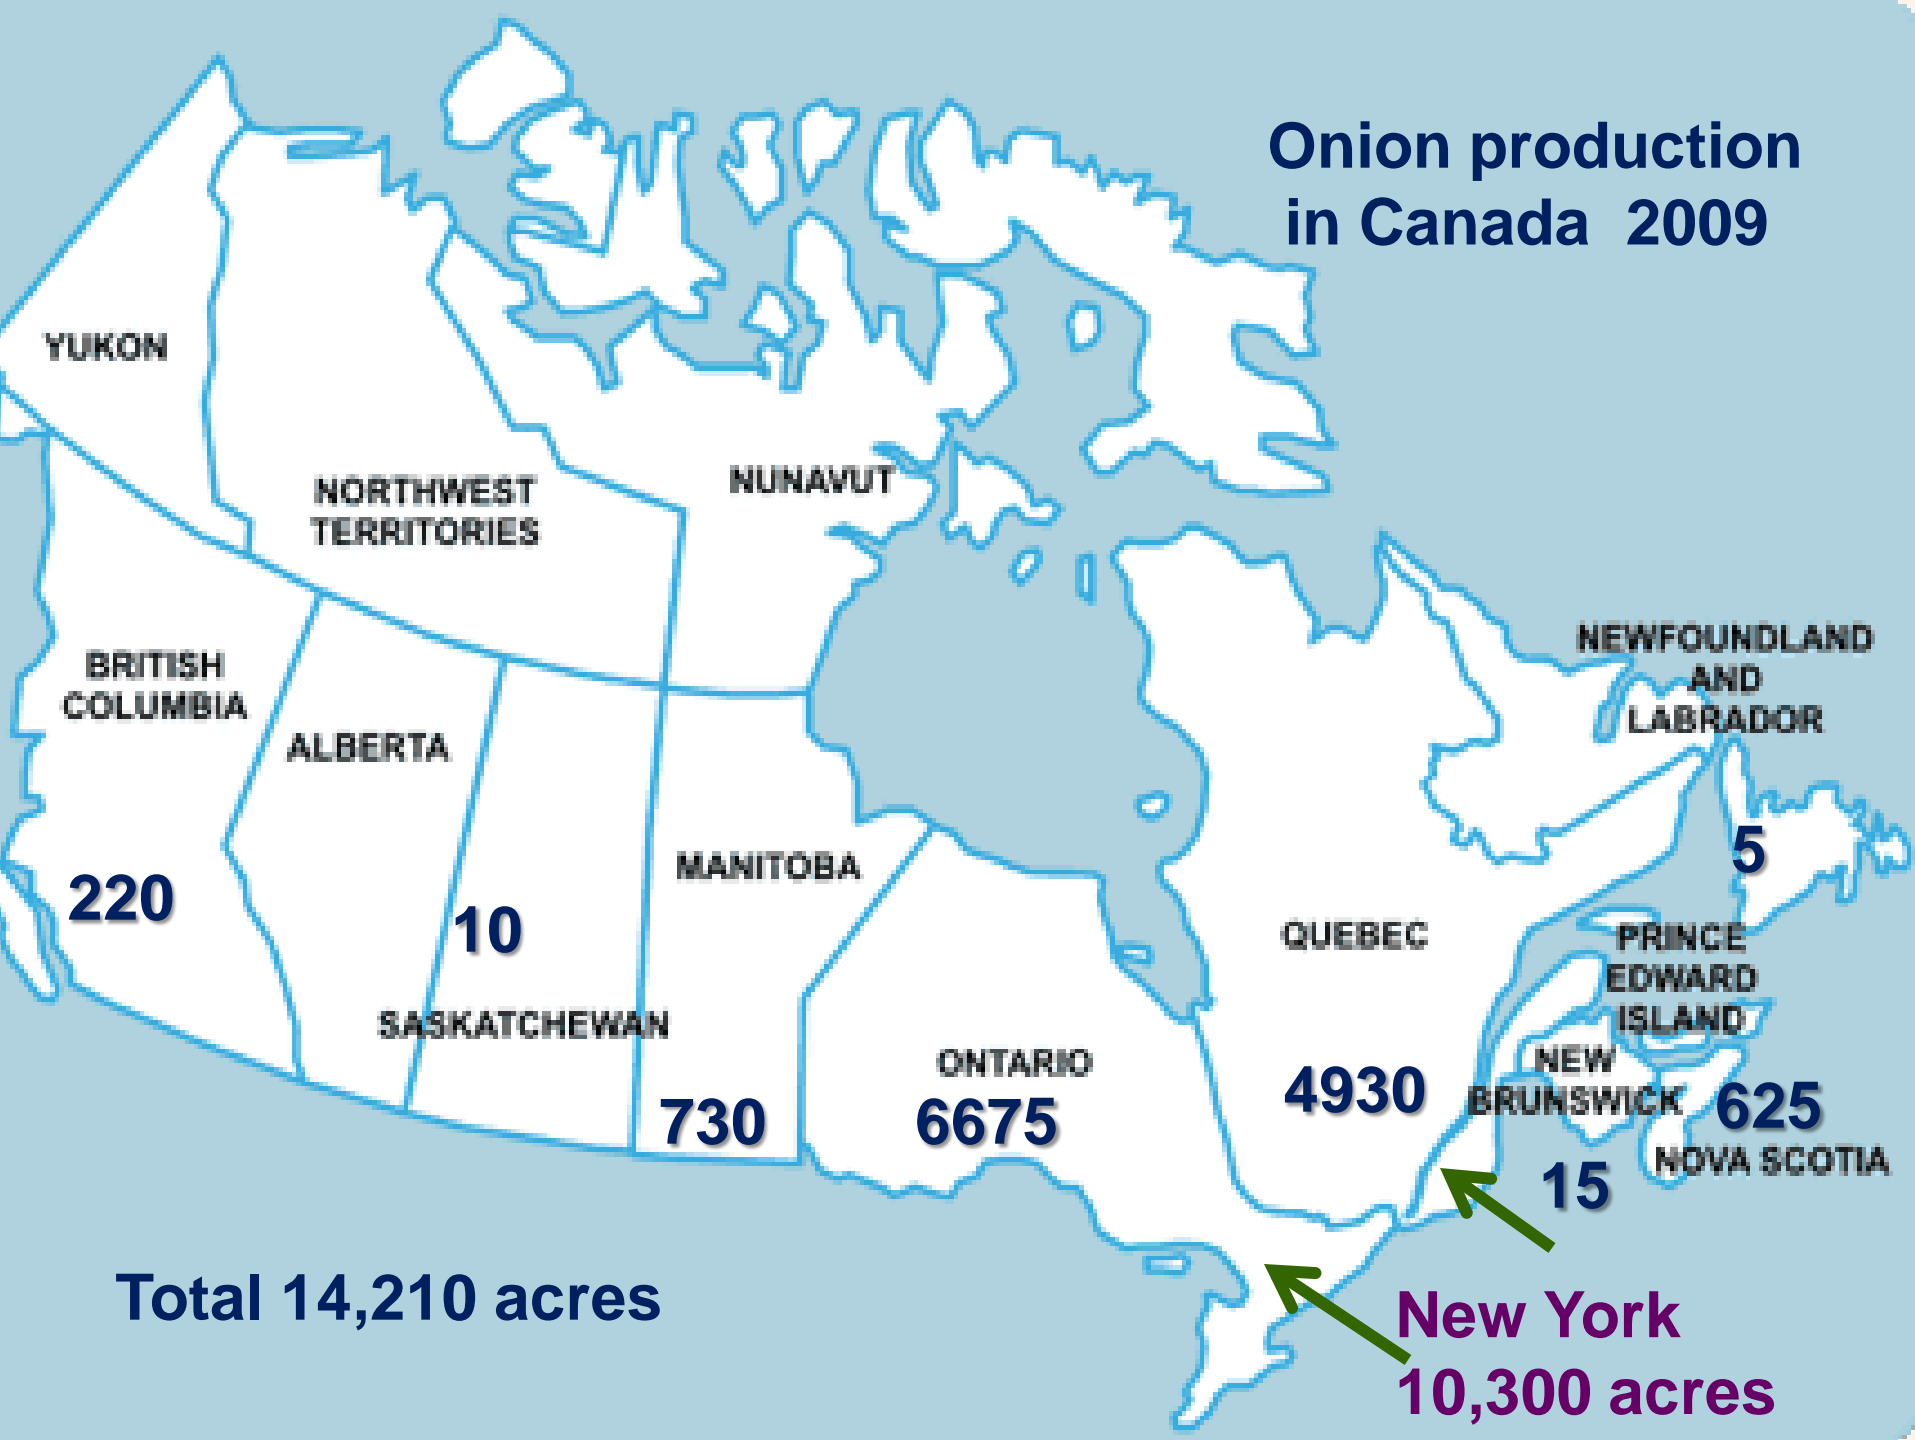 Onion production
in Canada  2009
YUKON
NORTHWEST
TERRITORIES
NUNAVUT
BRITISH
COLUMBIA
220
ALBERTA
10
SASKATCHEWAN
MANITOBA
730
ONTARIO
6675
QUEBEC
4930
NEWFOUNDLAND
AND
LABRADOR
5
PRINCE
EDWARD
ISLAND
NEW
BRUNSWICK
15
625
NOVA SCOTIA
Total 14,210 acres
New York
10,300 acres